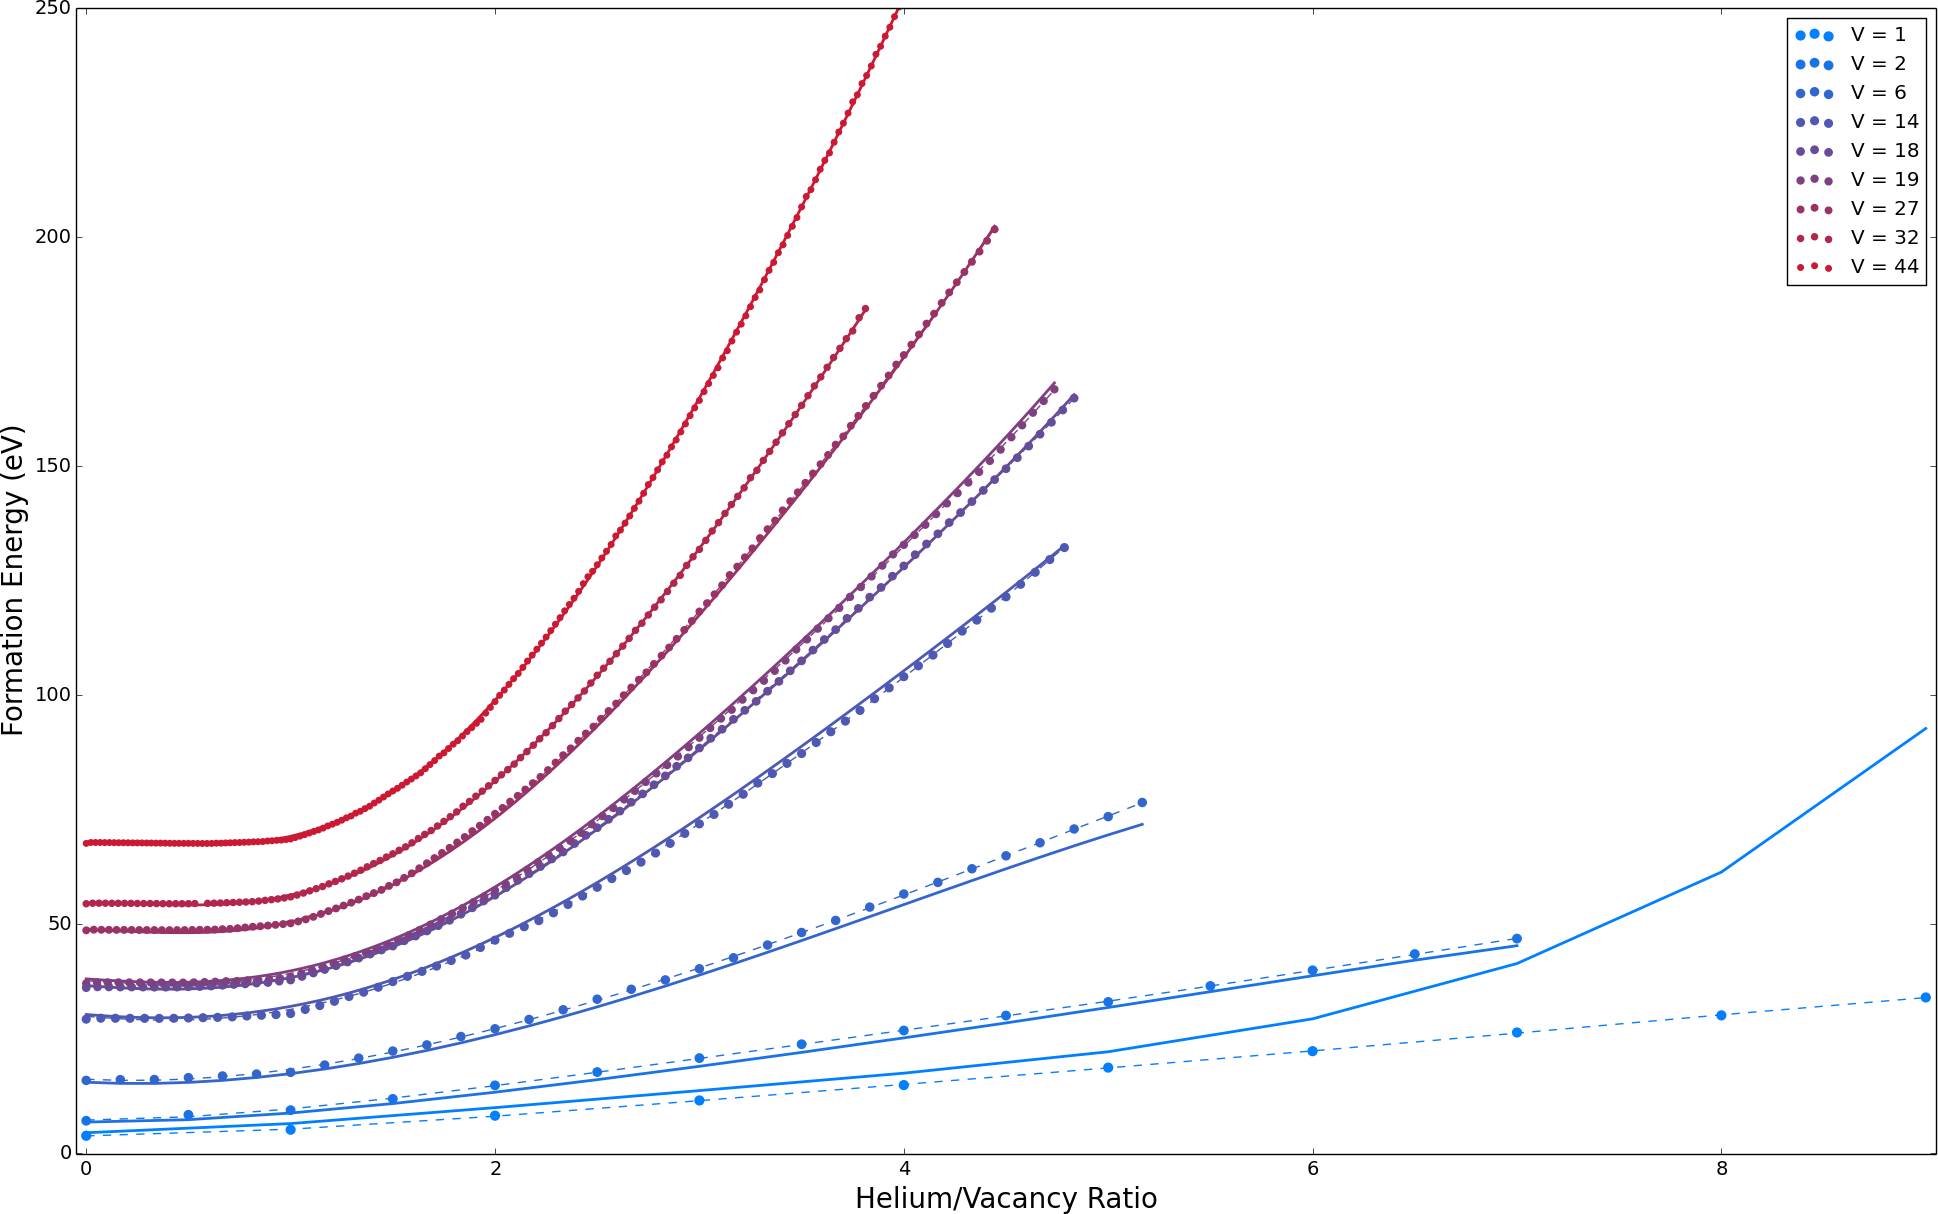 250
200
150
100
50
0
Formation Energy (eV)
V = 1
V = 2
V = 6
V = 14
V = 18
V = 19
V = 27
V = 32
V = 44
0 2 4 6 8
Helium/Vacancy Ratio